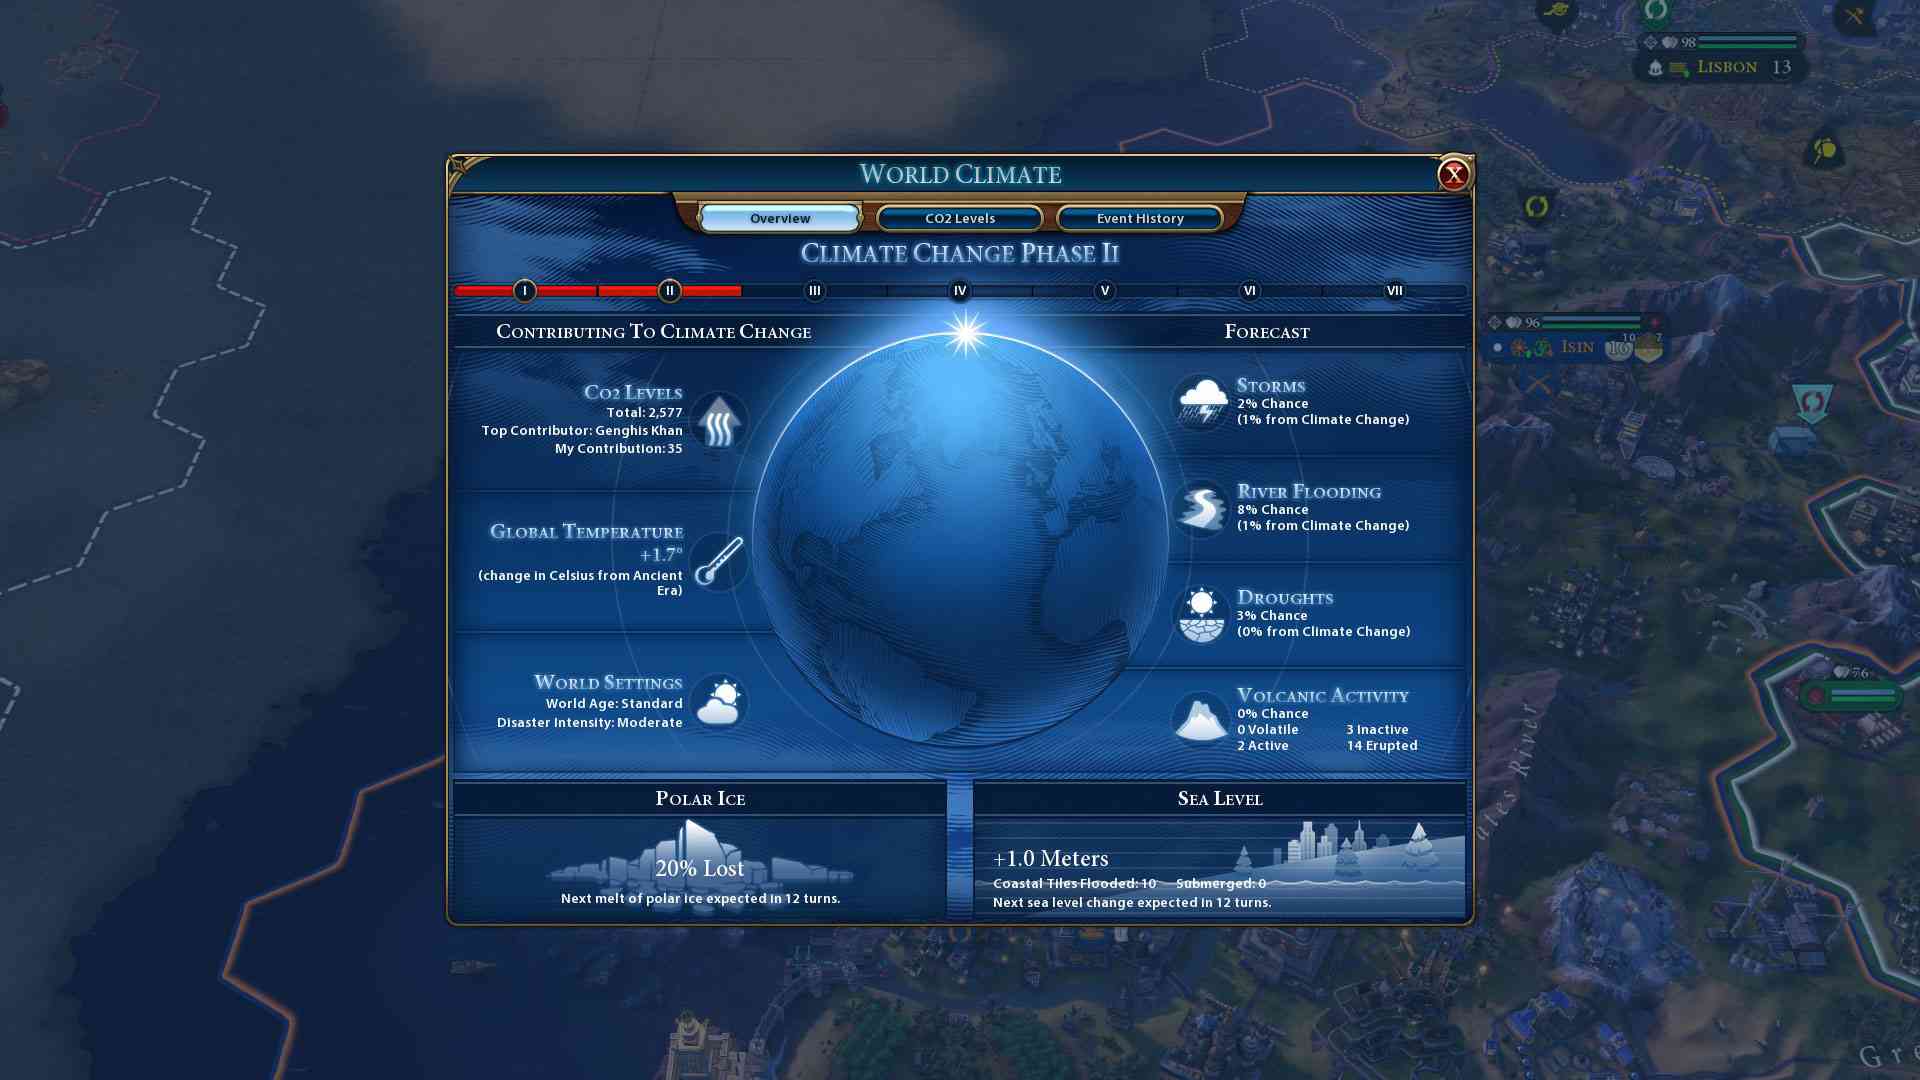 98
LISBON 13
WORLD CLIMATE
X
Overview
CO2 Levels
Event History
CLIMATE CHANGE PHASE II
I II III IV V VI VII
CONTRIBUTING TO CLIMATE CHANGE
FORECAST
CO2 LEVELS
Total: 2,577
Top Contributor: Genghis Khan
My Contribution: 35
GLOBAL TEMPERATURE
+1.7°
(change in Celsius from Ancient
Era)
WORLD SETTINGS
World Age: Standard
Disaster Intensity: Moderate
STORMS
2% Chance
(1% from Climate Change)
RIVER FLOODING
8% Chance
(1% from Climate Change)
DROUGHTS
3% Chance
(0% from Climate Change)
VOLCANIC ACTIVITY
0% Chance
0 Volatile 3 Inactive
2 Active 14 Erupted
POLAR ICE
20% Lost
Next melt of polar ice expected in 12 turns.
SEA LEVEL
+1.0 Meters
Coastal Tiles Flooded: 10 Submerged: 0
Next sea level change expected in 12 turns.
96
10 7
ISIN 16
76
ates River
Gre